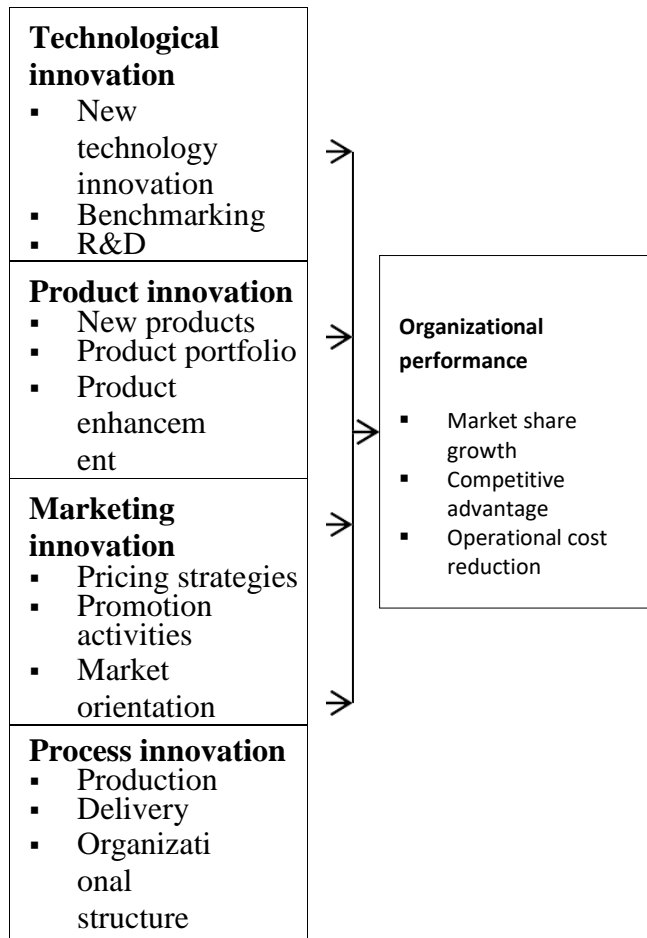 Technological
innovation
▪ New
technology
innovation
▪ Benchmarking
▪ R&D
Product innovation
▪ New products
▪ Product portfolio
▪ Product
enhancem
ent
Marketing
innovation
▪ Pricing strategies
▪ Promotion
activities
▪ Market
orientation
Process innovation
▪ Production
▪ Delivery
▪ Organizati
onal
structure
Organizational
performance
▪ Market share
growth
▪ Competitive
advantage
▪ Operational cost
reduction